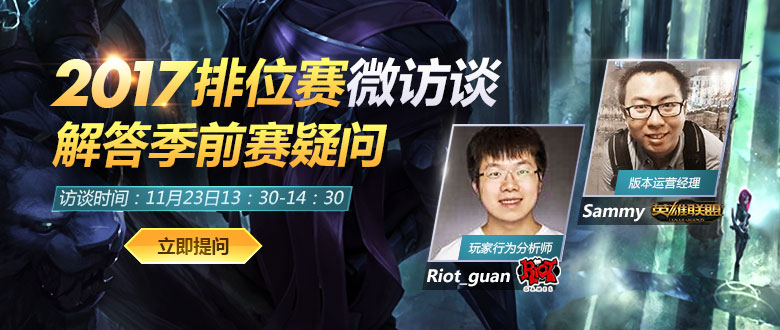 2017排位赛微访谈
解答季前赛疑问
访谈时间：11月23日13：30-14：30
立即提问
版本运营经理
Sammy 英雄联盟
玩家行为分析师
Riot_guan RIOT
GAMES